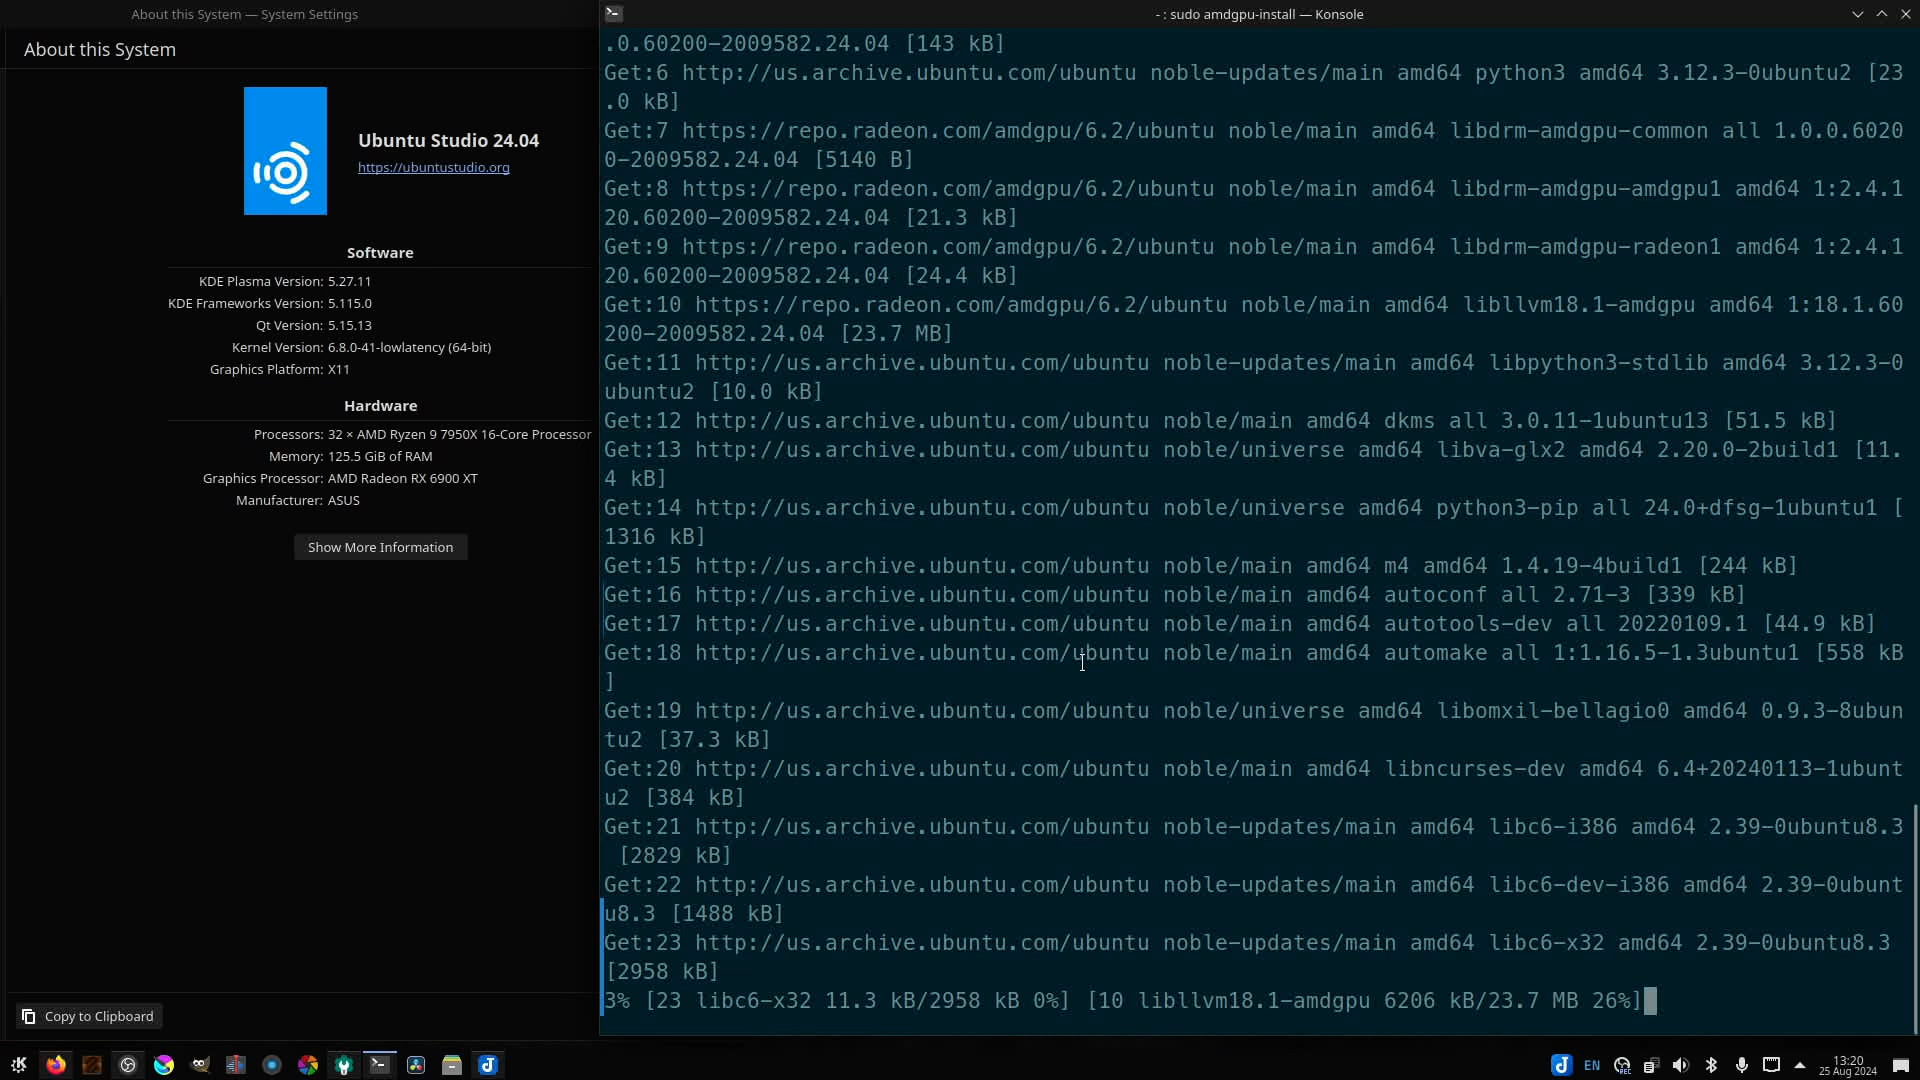 About this System — System Settings
About this System
Ubuntu Studio 24.04
https://ubuntustudio.org
Software
KDE Plasma Version: 5.27.11
KDE Frameworks Version: 5.115.0
Qt Version: 5.15.13
Kernel Version: 6.8.0-41-lowlatency (64-bit)
Graphics Platform: X11
Hardware
Processors: 32 × AMD Ryzen 9 7950X 16-Core Processor
Memory: 125.5 GiB of RAM
Graphics Processor: AMD Radeon RX 6900 XT
Manufacturer: ASUS
Show More Information
Copy to Clipboard
- : sudo amdgpu-install — Konsole
.0.60200-2009582.24.04 [143 kB]
Get:6 http://us.archive.ubuntu.com/ubuntu noble-updates/main amd64 python3 amd64 3.12.3-0ubuntu2 [23
.0 kB]
Get:7 https://repo.radeon.com/amdgpu/6.2/ubuntu noble/main amd64 libdrm-amdgpu-common all 1.0.0.6020
0-2009582.24.04 [5140 B]
Get:8 https://repo.radeon.com/amdgpu/6.2/ubuntu noble/main amd64 libdrm-amdgpu-amdgpu1 amd64 1:2.4.1
20.60200-2009582.24.04 [21.3 kB]
Get:9 https://repo.radeon.com/amdgpu/6.2/ubuntu noble/main amd64 libdrm-amdgpu-radeon1 amd64 1:2.4.1
20.60200-2009582.24.04 [24.4 kB]
Get:10 https://repo.radeon.com/amdgpu/6.2/ubuntu noble/main amd64 libllvm18.1-amdgpu amd64 1:18.1.60
200-2009582.24.04 [23.7 MB]
Get:11 http://us.archive.ubuntu.com/ubuntu noble-updates/main amd64 libpython3-stdlib amd64 3.12.3-0
ubuntu2 [10.0 kB]
Get:12 http://us.archive.ubuntu.com/ubuntu noble/main amd64 dkms all 3.0.11-1ubuntu13 [51.5 kB]
Get:13 http://us.archive.ubuntu.com/ubuntu noble/universe amd64 libva-glx2 amd64 2.20.0-2build1 [11.
4 kB]
Get:14 http://us.archive.ubuntu.com/ubuntu noble/universe amd64 python3-pip all 24.0+dfsg-1ubuntu1 [
1316 kB]
Get:15 http://us.archive.ubuntu.com/ubuntu noble/main amd64 m4 amd64 1.4.19-4build1 [244 kB]
Get:16 http://us.archive.ubuntu.com/ubuntu noble/main amd64 autoconf all 2.71-3 [339 kB]
Get:17 http://us.archive.ubuntu.com/ubuntu noble/main amd64 autotools-dev all 20220109.1 [44.9 kB]
Get:18 http://us.archive.ubuntu.com/ubuntu noble/main amd64 automake all 1:1.16.5-1.3ubuntu1 [558 kB
]
Get:19 http://us.archive.ubuntu.com/ubuntu noble/universe amd64 libomxil-bellagio0 amd64 0.9.3-8ubun
tu2 [37.3 kB]
Get:20 http://us.archive.ubuntu.com/ubuntu noble/main amd64 libncurses-dev amd64 6.4+20240113-1ubunt
u2 [384 kB]
Get:21 http://us.archive.ubuntu.com/ubuntu noble-updates/main amd64 libc6-i386 amd64 2.39-0ubuntu8.3
[2829 kB]
Get:22 http://us.archive.ubuntu.com/ubuntu noble-updates/main amd64 libc6-dev-i386 amd64 2.39-0ubunt
u8.3 [1488 kB]
Get:23 http://us.archive.ubuntu.com/ubuntu noble-updates/main amd64 libc6-x32 amd64 2.39-0ubuntu8.3
[2958 kB]
3% [23 libc6-x32 11.3 kB/2958 kB 0%] [10 libllvm18.1-amdgpu 6206 kB/23.7 MB 26%]
EN
REC
13:20
25 Aug 2024